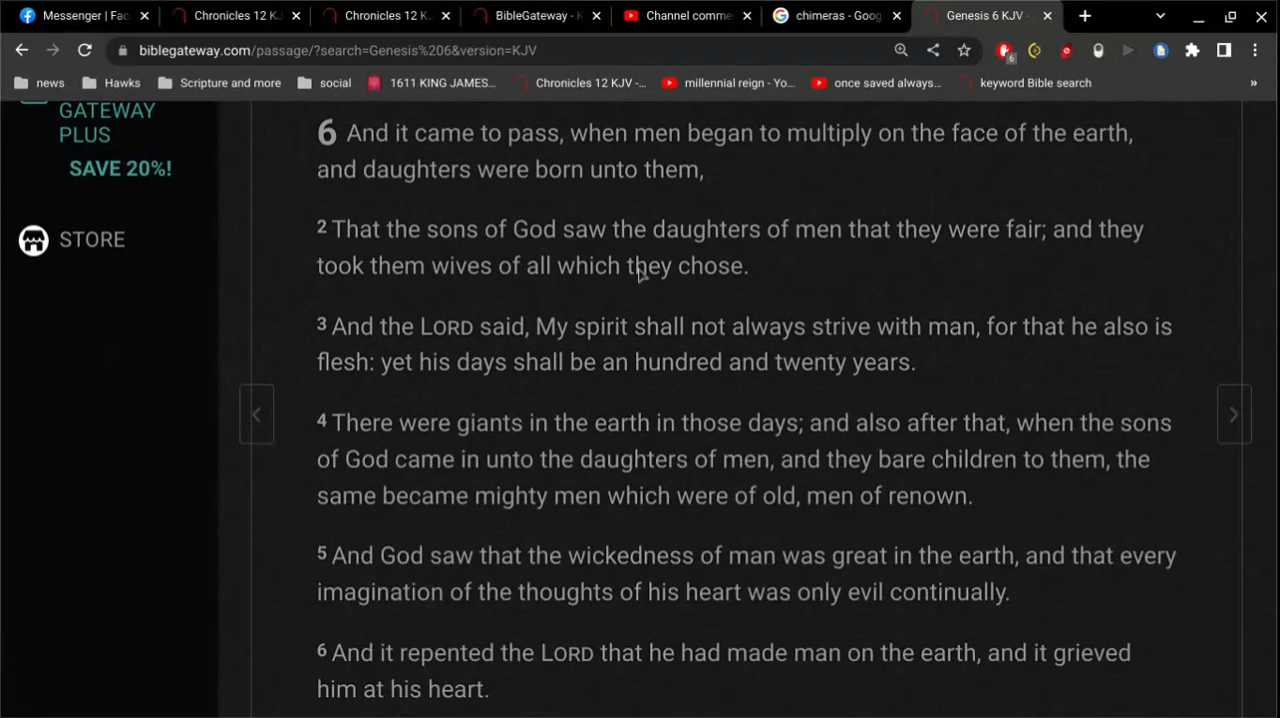 Messenger | Fac
Chronicles 12 K
Chronicles 12 K
BibleGateway - K
Channel comme
chimeras - Goog
Genesis 6 KJV -
biblegateway.com/passage/?search=Genesis%206&version=KJV
6
news
Hawks
Scripture and more
social
1611 KING JAMES...
Chronicles 12 KJV -...
millennial reign - Yo...
once saved always...
keyword Bible search
»
GATEWAY
PLUS
SAVE 20%!
STORE
6 And it came to pass, when men began to multiply on the face of the earth,
and daughters were born unto them,
2 That the sons of God saw the daughters of men that they were fair; and they
took them wives of all which they chose.
3 And the LORD said, My spirit shall not always strive with man, for that he also is
flesh: yet his days shall be an hundred and twenty years.
4 There were giants in the earth in those days; and also after that, when the sons
of God came in unto the daughters of men, and they bare children to them, the
same became mighty men which were of old, men of renown.
5 And God saw that the wickedness of man was great in the earth, and that every
imagination of the thoughts of his heart was only evil continually.
6 And it repented the LORD that he had made man on the earth, and it grieved
him at his heart.